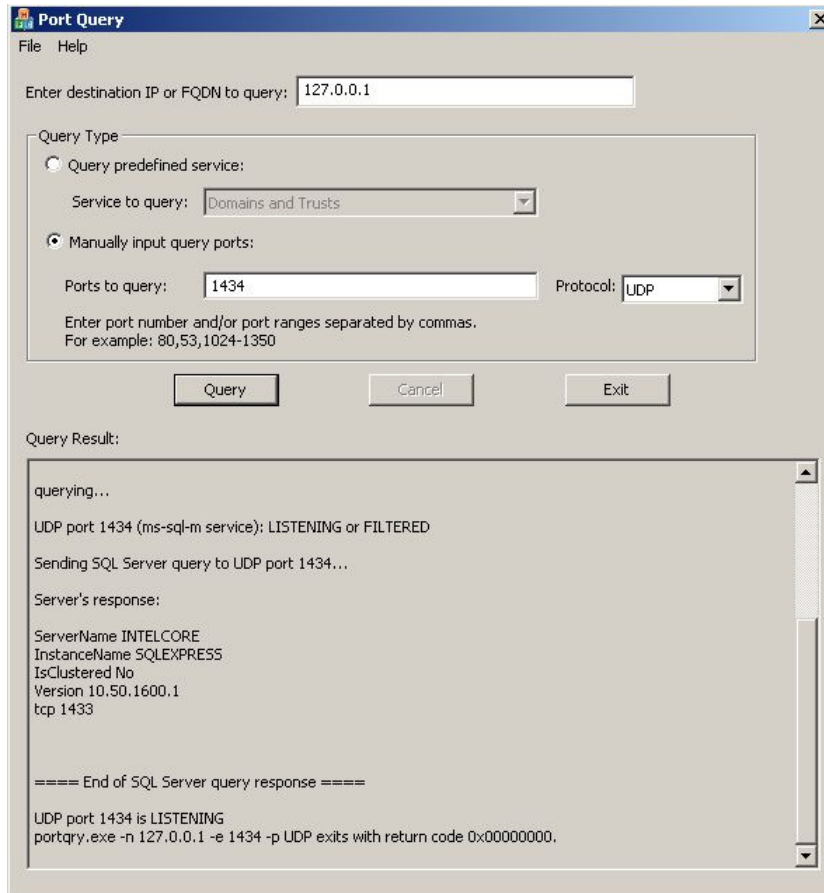 Port Query
File Help
Enter destination IP or FQDN to query: 127.0.0.1
Query Type
Query predefined service:
Service to query: Domains and Trusts
Manually input query ports:
Ports to query: 1434 Protocol: UDP
Enter port number and/or port ranges separated by commas.
For example: 80,53,1024-1350
Query Cancel Exit
Query Result:
querying...
UDP port 1434 (ms-sql-m service): LISTENING or FILTERED
Sending SQL Server query to UDP port 1434...
Server's response:
ServerName INTELCORE
InstanceName SQLEXPRESS
IsClustered No
Version 10.50.1600.1
tcp 1433
==== End of SQL Server query response ====
UDP port 1434 is LISTENING
portqry.exe -n 127.0.0.1 -e 1434 -p UDP exits with return code 0x00000000.